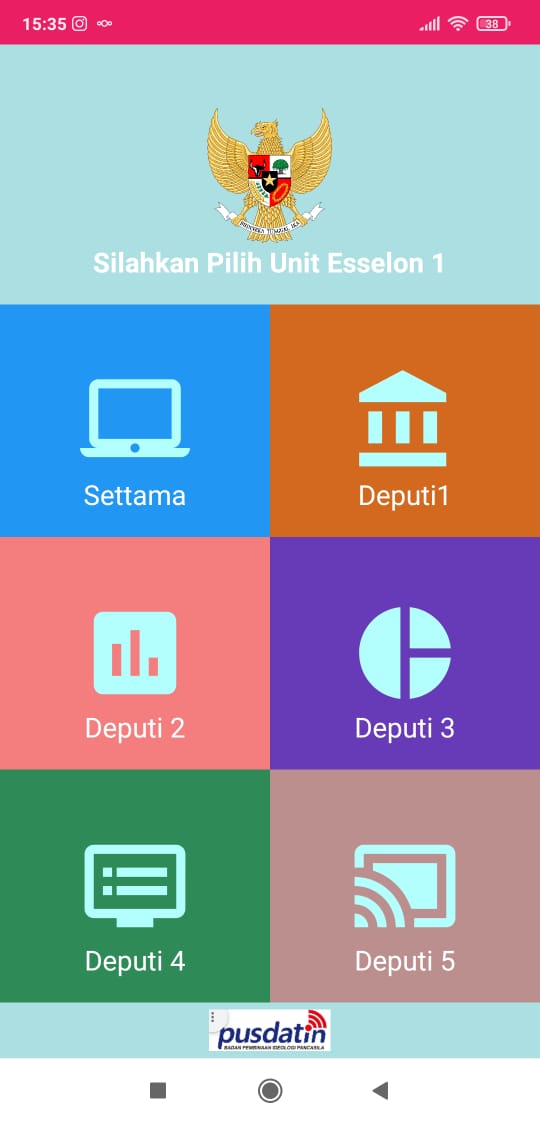 15:35
38
BHINNEKA TUNGGAL IKA
Silahkan Pilih Unit Esselon 1
Settama
Deputi1
Deputi 2
Deputi 3
Deputi 4
Deputi 5
pusdatin
BADAN PEMBINAAN IDEOLOGI PANCASILA